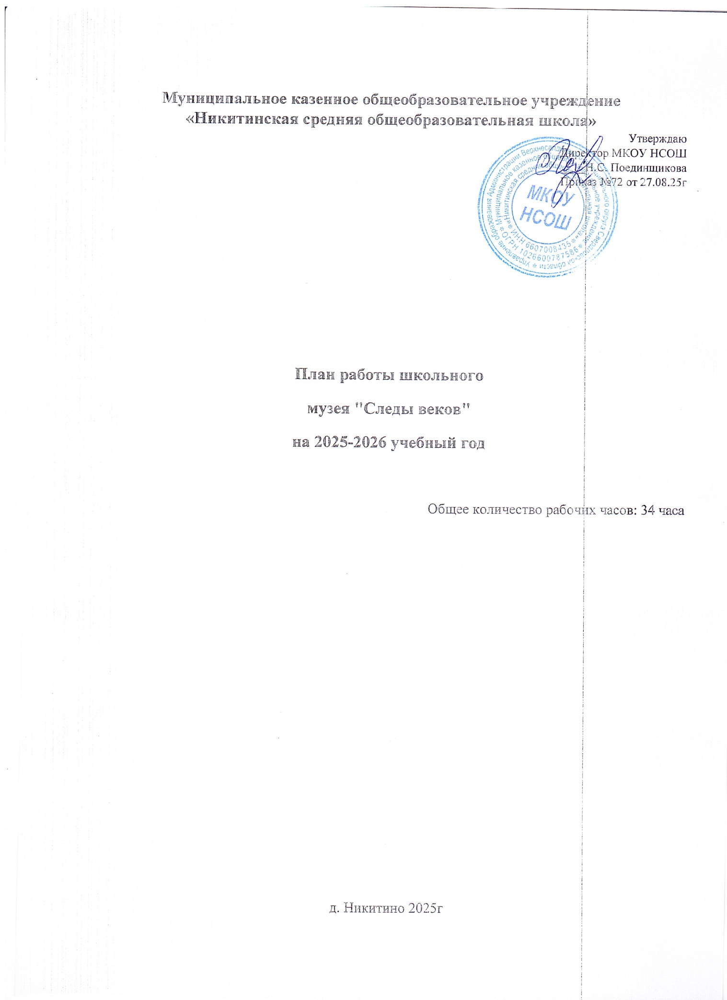 Муниципальное казенное общеобразовательное учреждение
«Никитинская средняя общеобразовательная школа»
Утверждаю
Директор МКОУ НСОШ
Н.С. Поединщикова
Приказ №72 от 27.08.25г
Управление образования Администрации Верхнесалдинского муниципального округа Свердловской области
* Муниципальное казенное общеобразовательное учреждение * ОГРН 1026600787586
* «Никитинская средняя общеобразовательная школа» * ИНН 6607008435
МКОУ
НСОШ
План работы школьного
музея "Следы веков"
на 2025-2026 учебный год
Общее количество рабочих часов: 34 часа
д. Никитино 2025г